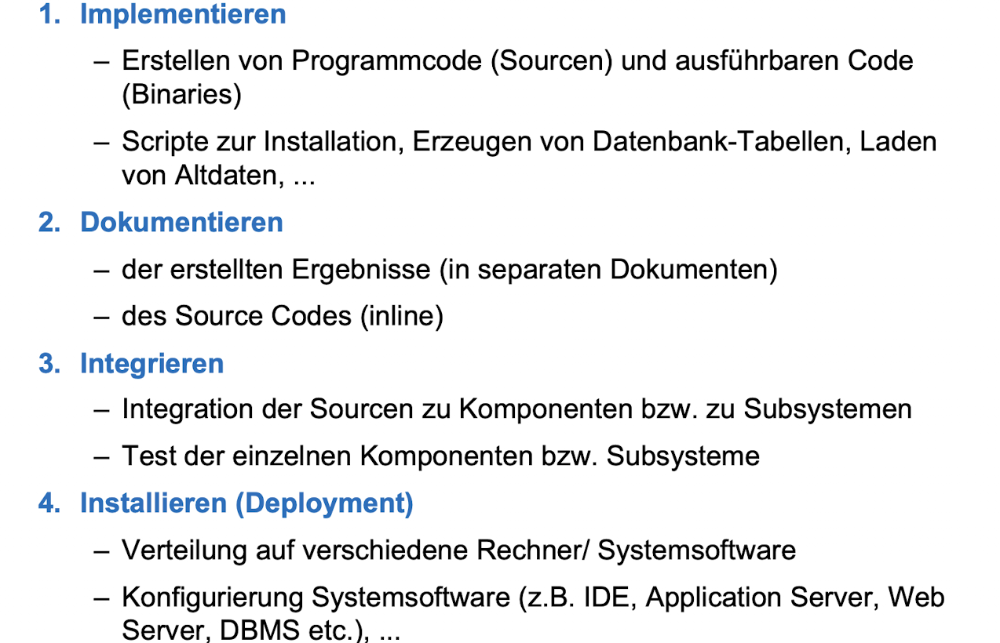 1. Implementieren
– Erstellen von Programmcode (Sourcen) und ausführbaren Code
(Binaries)
– Scripte zur Installation, Erzeugen von Datenbank-Tabellen, Laden
von Altdaten, ...
2. Dokumentieren
– der erstellten Ergebnisse (in separaten Dokumenten)
– des Source Codes (inline)
3. Integrieren
– Integration der Sourcen zu Komponenten bzw. zu Subsystemen
– Test der einzelnen Komponenten bzw. Subsysteme
4. Installieren (Deployment)
– Verteilung auf verschiedene Rechner/ Systemsoftware
– Konfigurierung Systemsoftware (z.B. IDE, Application Server, Web
Server, DBMS etc.), ...